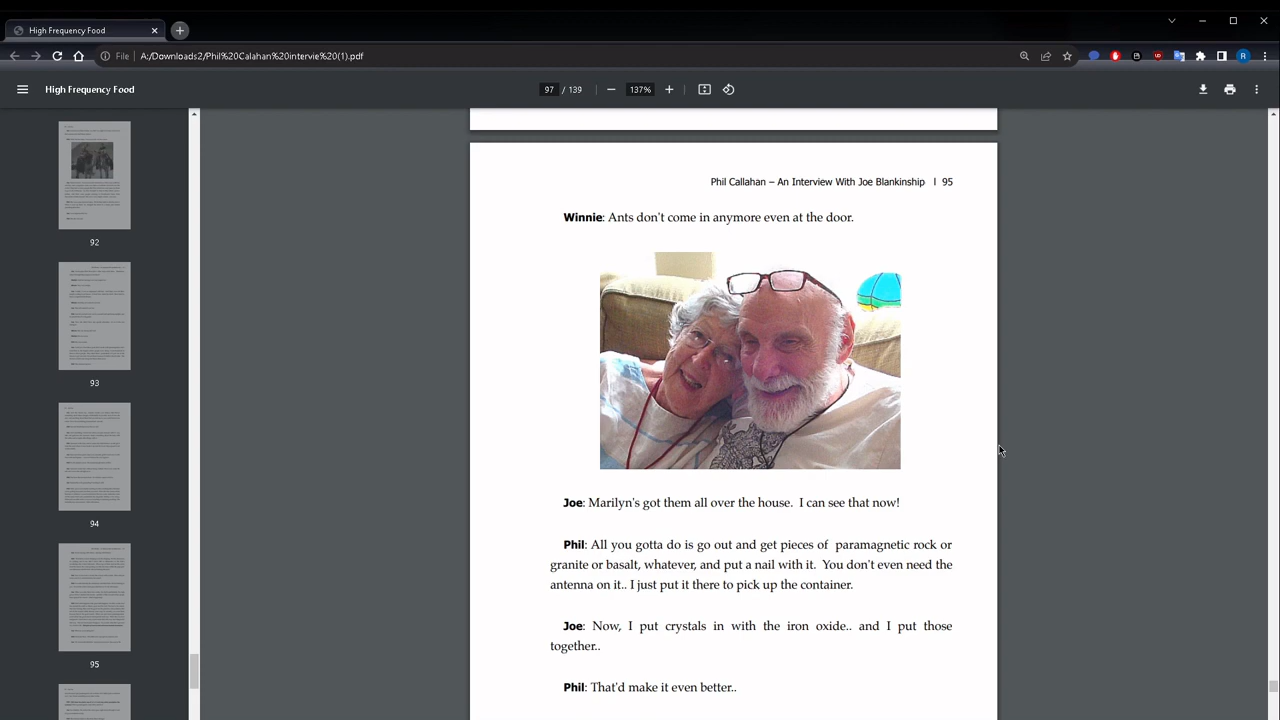 High Frequency Food
File
A:/Downloads2/Phil%20Calahan%20intervie%20(1).pdf
R
High Frequency Food
97 / 139
137%
92
93
94
95
Phil Callahan – An Interview With Joe Blankinship | 95
Winnie: Ants don't come in anymore even at the door.
Joe: Marilyn's got them all over the house. I can see that now!
Phil: All you gotta do is go out and get pieces of paramagnetic rock or
granite or basalt, whatever, and put a nail with it. You don't even need the
antenna on it.. I just put it there to pick up the container.
Joe: Now, I put crystals in with the iron oxide.. and I put those
together..
Phil: That'd make it even better..